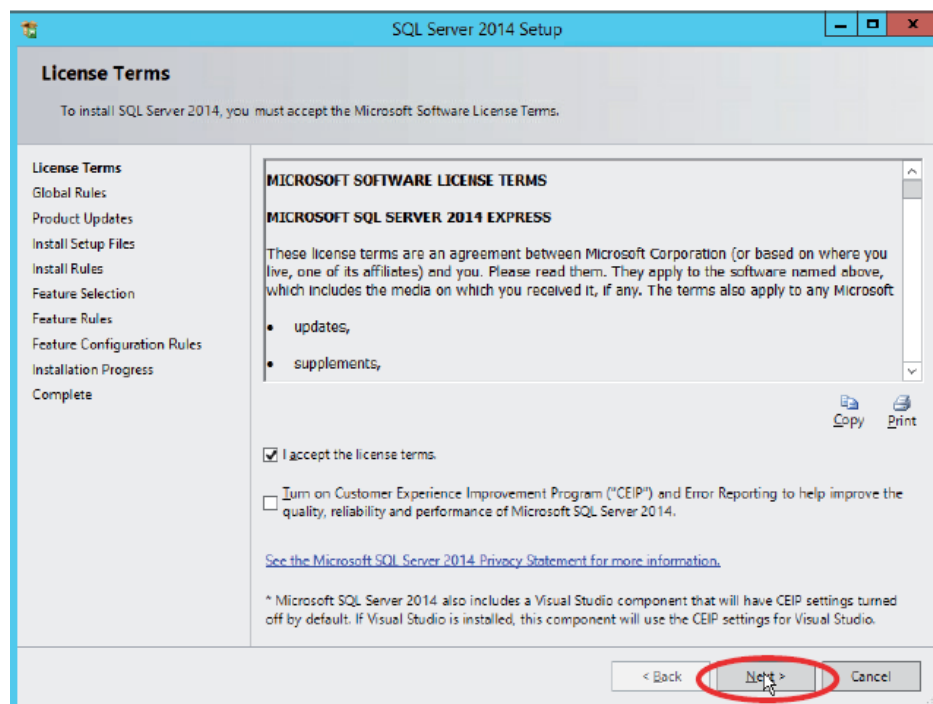 SQL Server 2014 Setup
License Terms
To install SQL Server 2014, you must accept the Microsoft Software License Terms.
License Terms
Global Rules
Product Updates
Install Setup Files
Install Rules
Feature Selection
Feature Rules
Feature Configuration Rules
Installation Progress
Complete
MICROSOFT SOFTWARE LICENSE TERMS
MICROSOFT SQL SERVER 2014 EXPRESS
These license terms are an agreement between Microsoft Corporation (or based on where you
live, one of its affiliates) and you. Please read them. They apply to the software named above,
which includes the media on which you received it, if any. The terms also apply to any Microsoft
• updates,
• supplements,
Copy Print
I accept the license terms.
Turn on Customer Experience Improvement Program ("CEIP") and Error Reporting to help improve the
quality, reliability and performance of Microsoft SQL Server 2014.
See the Microsoft SQL Server 2014 Privacy Statement for more information.
* Microsoft SQL Server 2014 also includes a Visual Studio component that will have CEIP settings turned
off by default. If Visual Studio is installed, this component will use the CEIP settings for Visual Studio.
< Back Next > Cancel